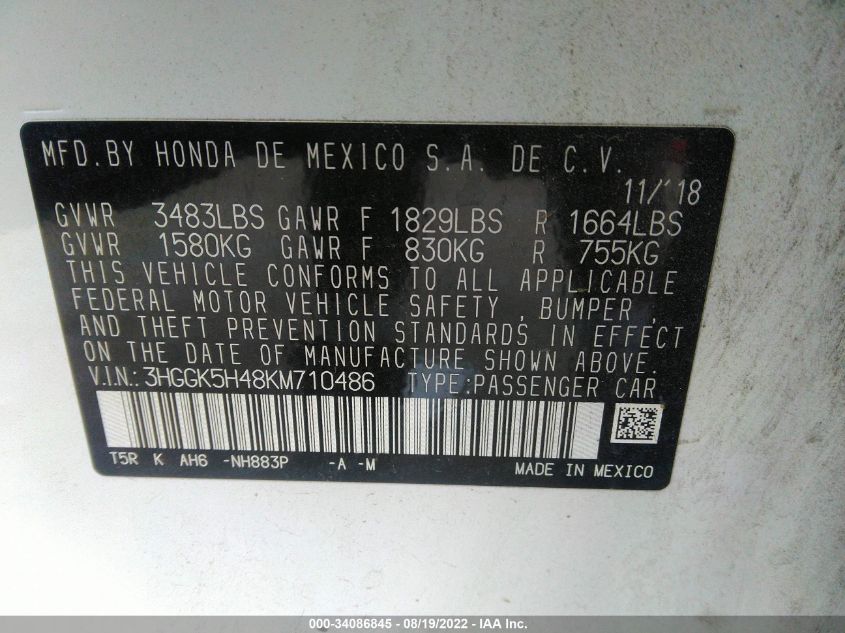 MFD.BY HONDA DE MEXICO S.A. DE C.V.
11/'18
GVWR 3483LBS GAWR F 1829LBS R 1664LBS
GVWR 1580KG GAWR F 830KG R 755KG
THIS VEHICLE CONFORMS TO ALL APPLICABLE
FEDERAL MOTOR VEHICLE SAFETY , BUMPER ,
AND THEFT PREVENTION STANDARDS IN EFFECT
ON THE DATE OF MANUFACTURE SHOWN ABOVE.
V.I.N.: 3HGGK5H48KM710486 TYPE:PASSENGER CAR
T5R K AH6 -NH883P -A -M MADE IN MEXICO
000-34086845 - 08/19/2022 - IAA Inc.